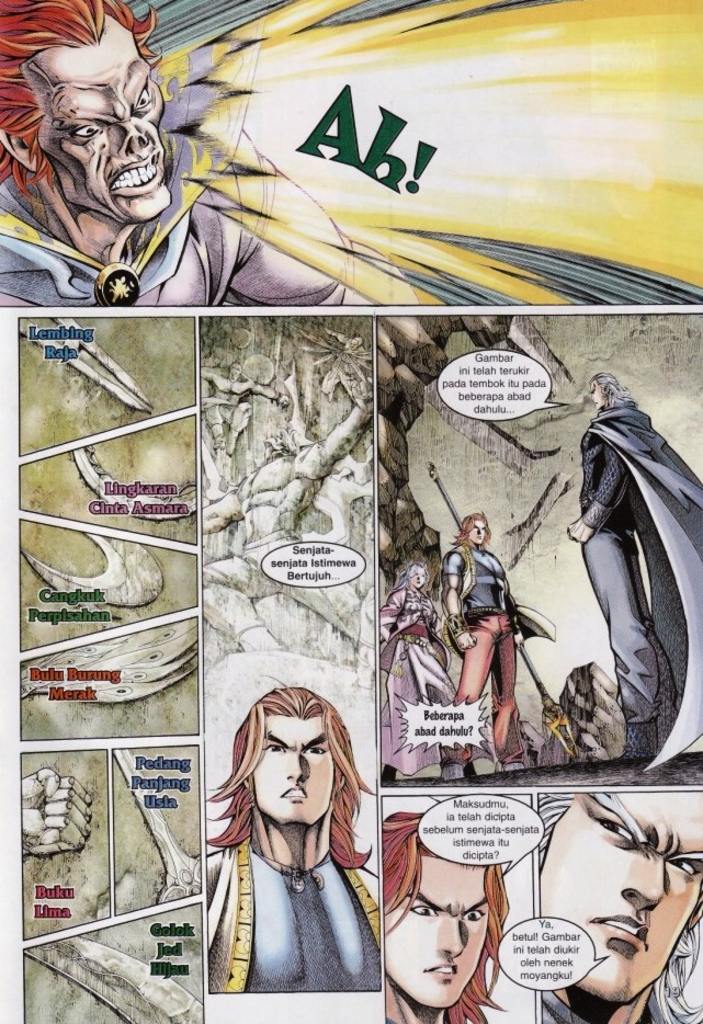 Ah!
Lembing
Raja
Lingkaran
Cinta Asmara
Cangkuk
Perpisahan
Bulu Burung
Merak
Buku
Lima
Pedang
Panjang
Usia
Golok
Jed
Hijau
Senjata-
senjata Istimewa
Bertujuh...
Gambar
ini telah terukir
pada tembok itu pada
beberapa abad
dahulu...
Beberapa
abad dahulu?
Maksudmu,
ia telah dicipta
sebelum senjata-senjata
istimewa itu
dicipta?
Ya,
betul! Gambar
ini telah diukir
oleh nenek
moyangku!